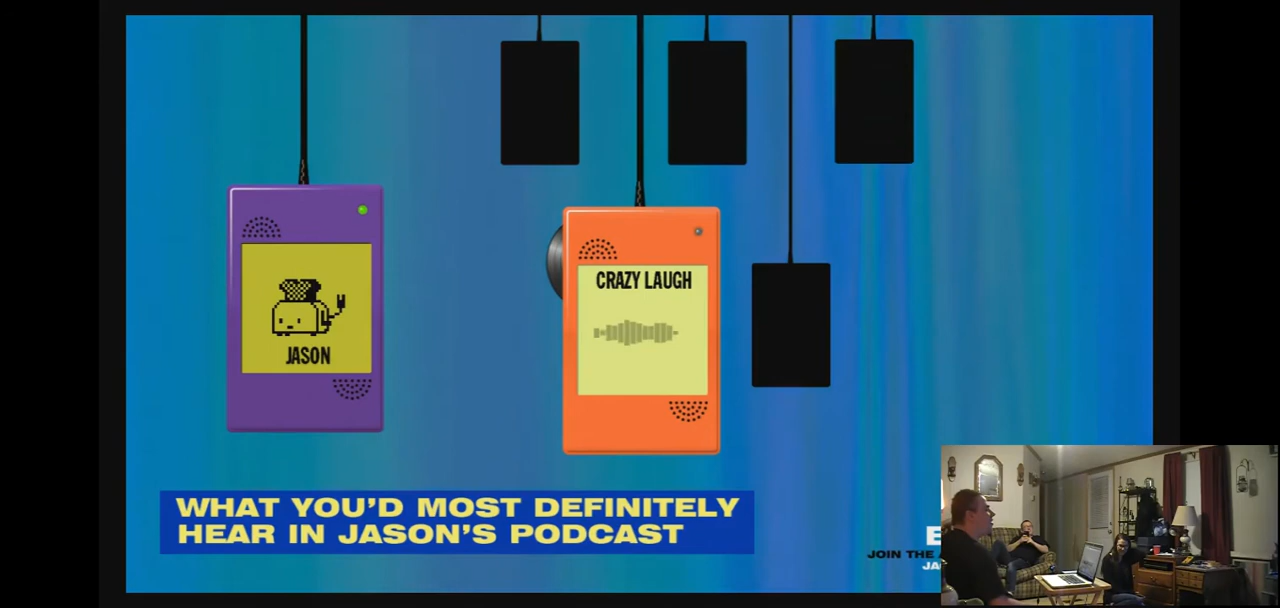 CRAZY LAUGH
JASON
WHAT YOU'D MOST DEFINITELY
HEAR IN JASON'S PODCAST
JOIN THE